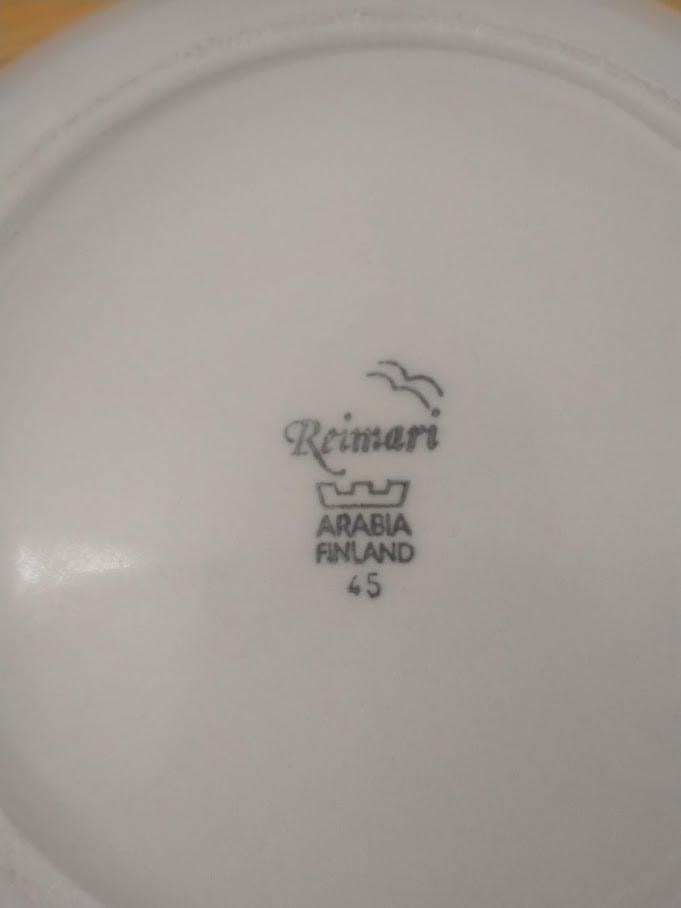 Reimari
ARABIA
FINLAND
45